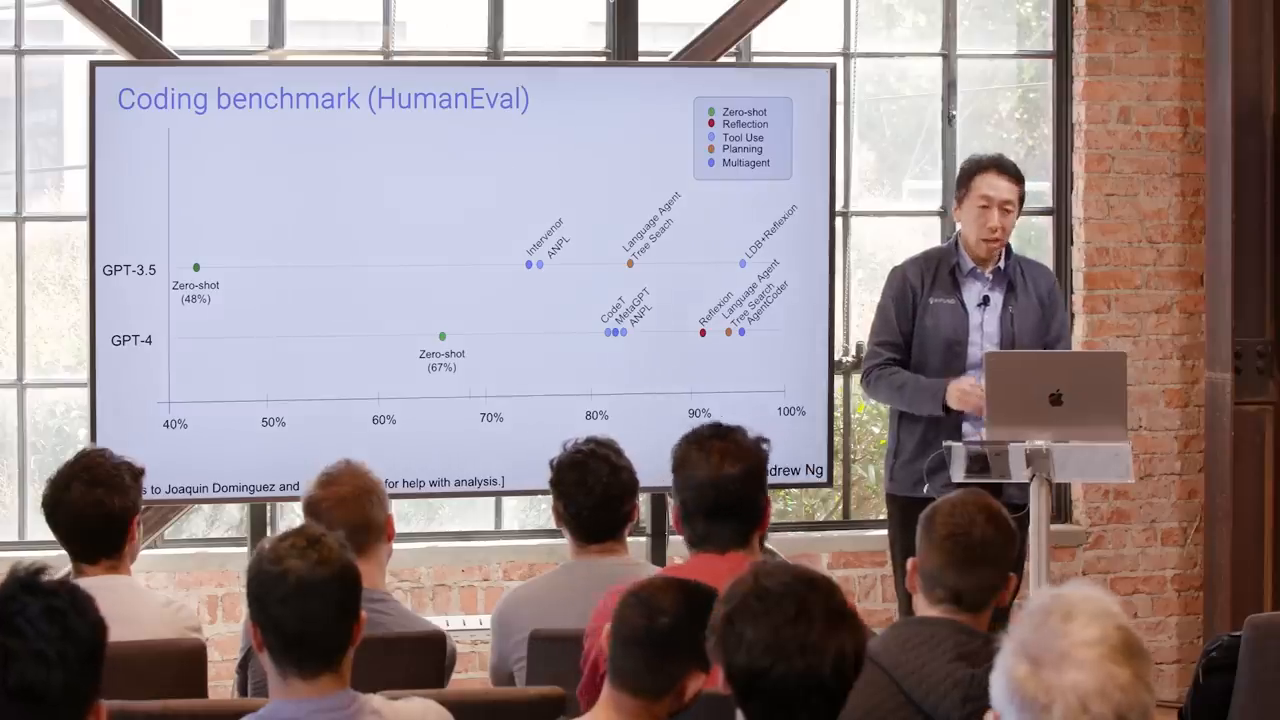 Coding benchmark (HumanEval)
Zero-shot
Reflection
Tool Use
Planning
Multiagent
GPT-3.5
Zero-shot
(48%)
Intervenor
ANPL
Language Agent
Tree Seach
LDB+Reflexion
GPT-4
Zero-shot
(67%)
CodeT
MetaGPT
ANPL
Reflexion
Language Agent
Tree Search
AgentCoder
40%
50%
60%
70%
80%
90%
100%
s to Joaquin Dominguez and for help with analysis.]
drew Ng